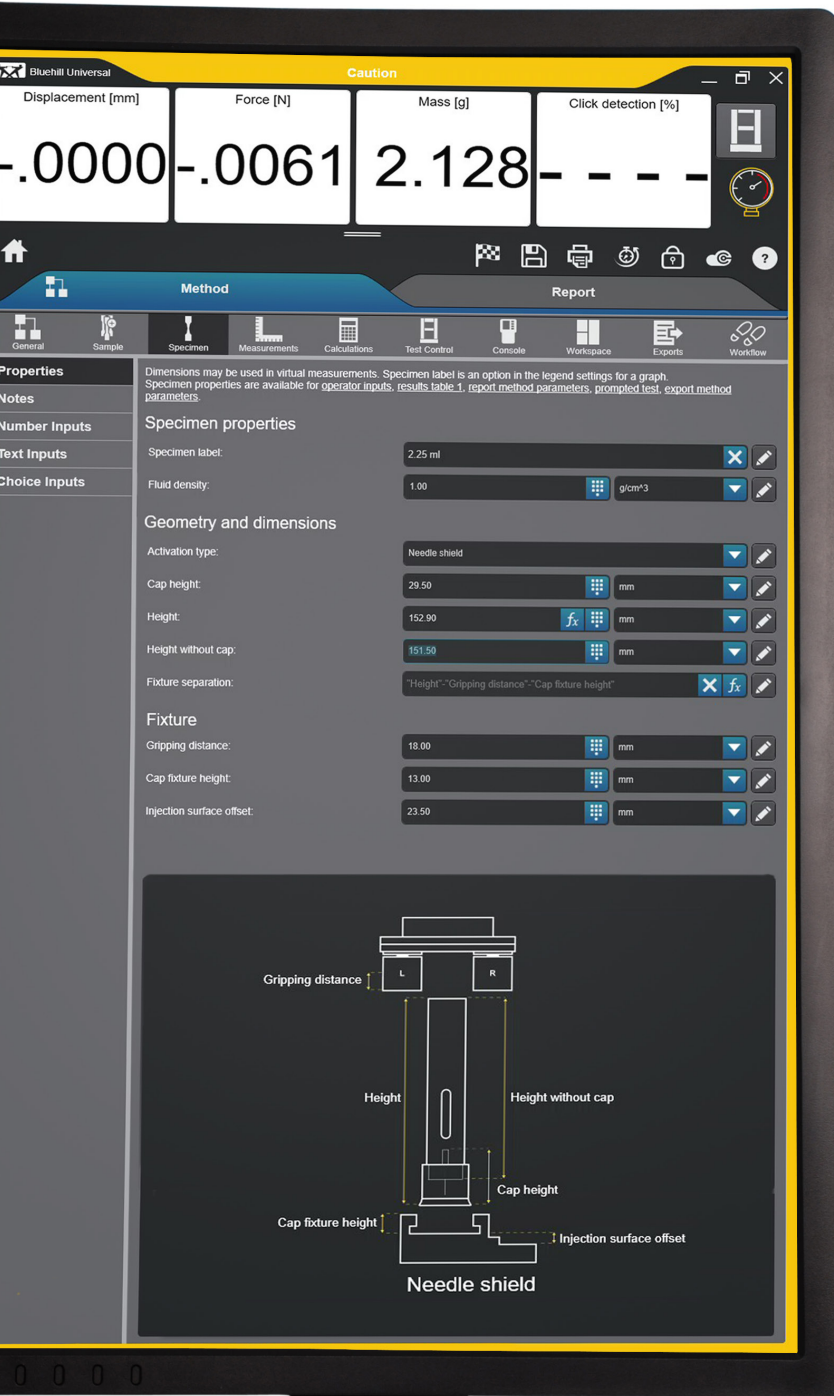 Bluehill Universal
Caution
Displacement [mm]
Force [N]
Mass [g]
Click detection [%]
-.0000
-.0061
2.128
- - - -
?
Method
Report
General
Sample
Specimen
Measurements
Calculations
Test Control
Console
Workspace
Exports
Workflow
Properties
Notes
Number Inputs
Text Inputs
Choice Inputs
Dimensions may be used in virtual measurements. Specimen label is an option in the legend settings for a graph.
Specimen properties are available for operator inputs, results table 1, report method parameters, prompted test, export method
parameters.
Specimen properties
Specimen label:
2.25 ml
Fluid density:
1.00
g/cm^3
Geometry and dimensions
Activation type:
Needle shield
Cap height:
29.50
mm
Height:
152.90
fx
mm
Height without cap:
151.50
mm
Fixture separation:
"Height"-"Gripping distance"-"Cap fixture height"
fx
Fixture
Gripping distance:
18.00
mm
Cap fixture height:
13.00
mm
Injection surface offset:
23.50
mm
Gripping distance
L
R
Height
Height without cap
Cap height
Cap fixture height
Injection surface offset
Needle shield